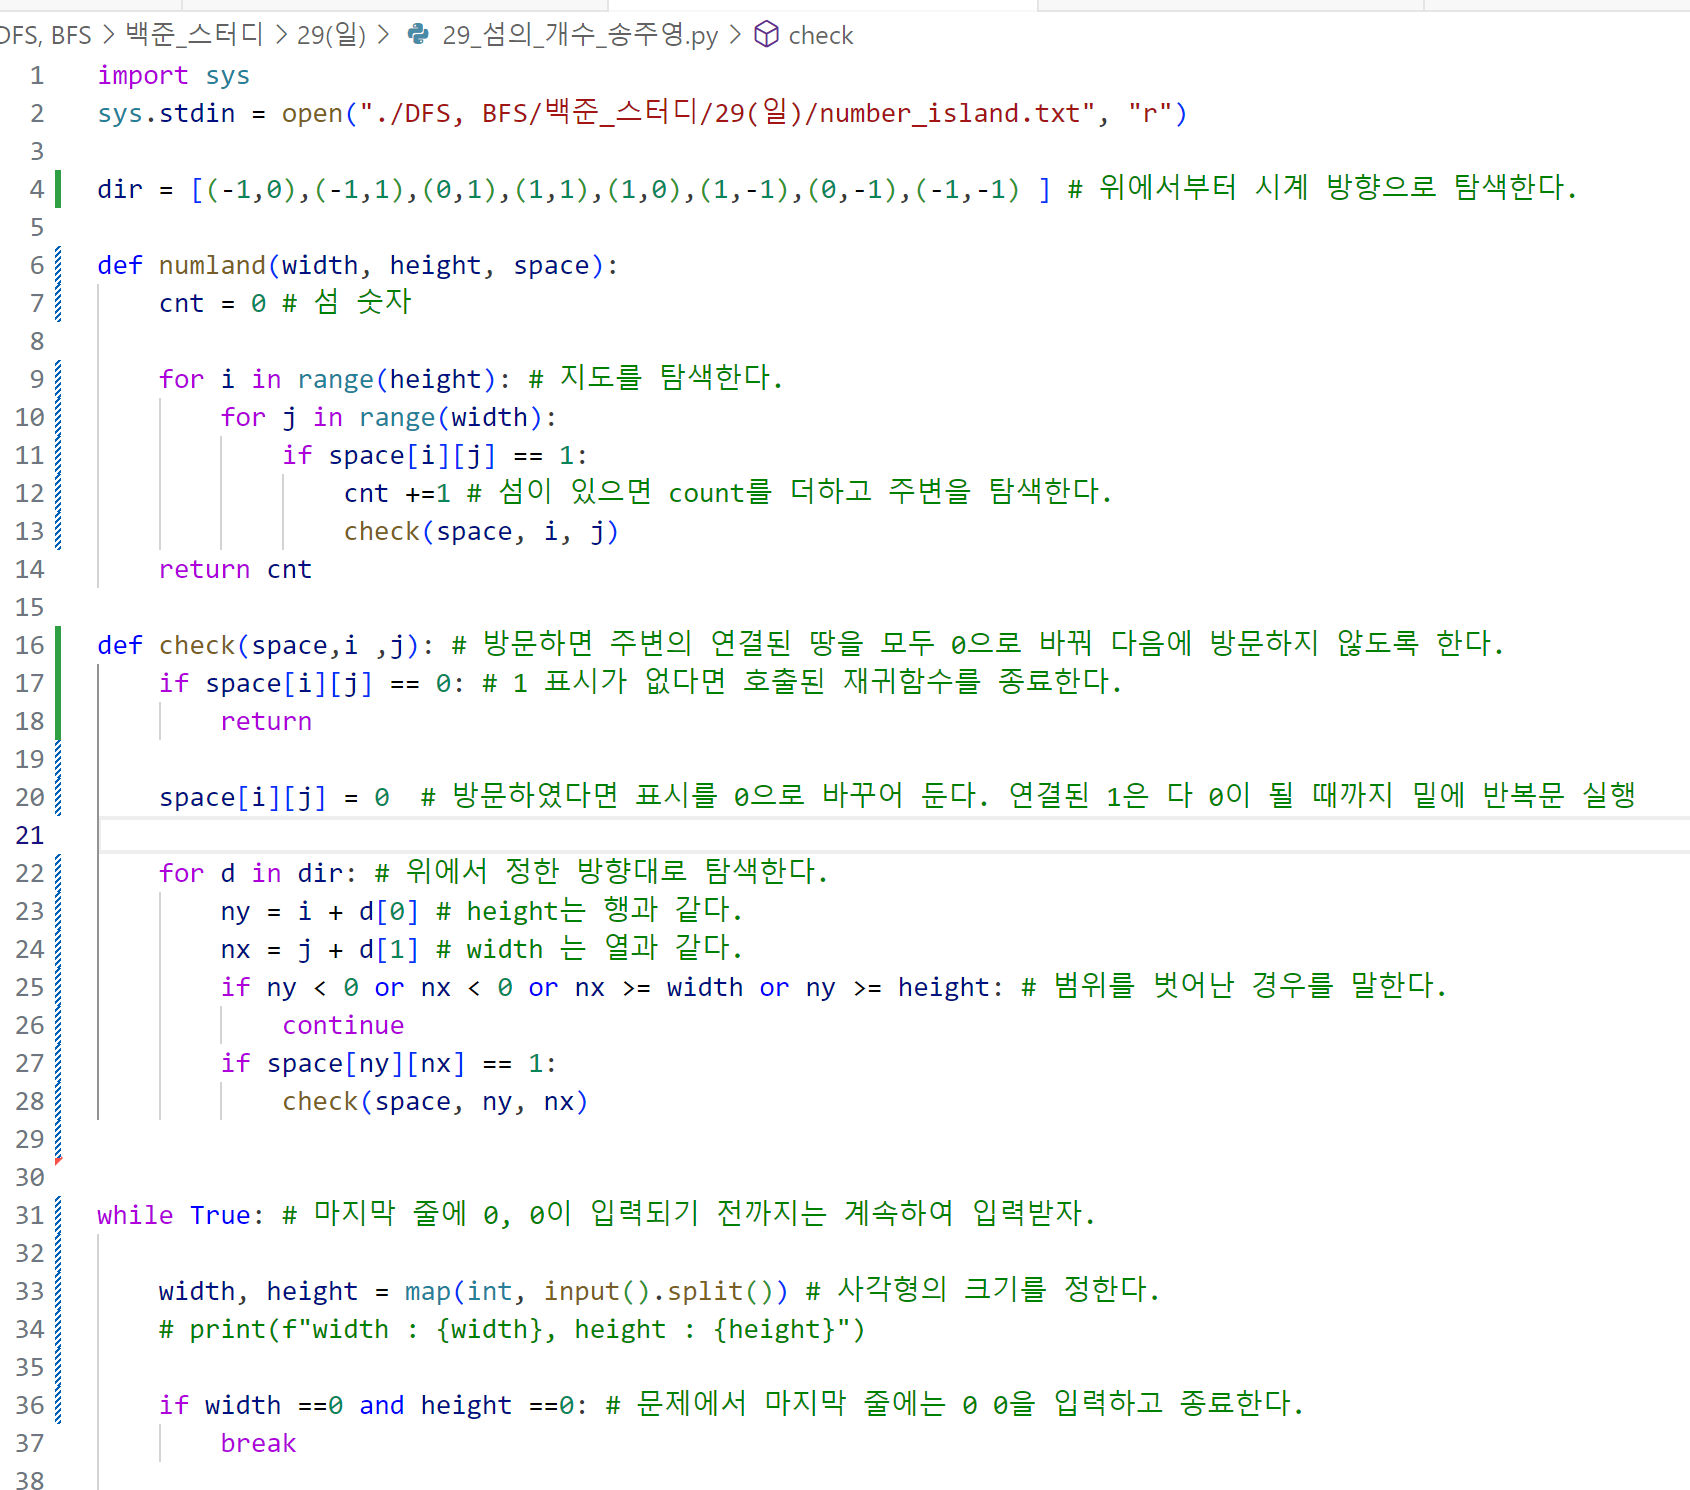 DFS, BFS > 백준_스터디 > 29(일) > 29_섬의_개수_송주영.py > check
1 import sys
2 sys.stdin = open("./DFS, BFS/백준_스터디/29(일)/number_island.txt", "r")
3
4 dir = [(-1,0),(-1,1),(0,1),(1,1),(1,0),(1,-1),(0,-1),(-1,-1) ] # 위에서부터 시계 방향으로 탐색한다.
5
6 def numland(width, height, space):
7     cnt = 0 # 섬 숫자
8
9     for i in range(height): # 지도를 탐색한다.
10         for j in range(width):
11             if space[i][j] == 1:
12                 cnt +=1 # 섬이 있으면 count를 더하고 주변을 탐색한다.
13                 check(space, i, j)
14     return cnt
15
16 def check(space,i ,j): # 방문하면 주변의 연결된 땅을 모두 0으로 바꿔 다음에 방문하지 않도록 한다.
17     if space[i][j] == 0: # 1 표시가 없다면 호출된 재귀함수를 종료한다.
18         return
19
20     space[i][j] = 0  # 방문하였다면 표시를 0으로 바꾸어 둔다. 연결된 1은 다 0이 될 때까지 밑에 반복문 실행
21
22     for d in dir: # 위에서 정한 방향대로 탐색한다.
23         ny = i + d[0] # height는 행과 같다.
24         nx = j + d[1] # width 는 열과 같다.
25         if ny < 0 or nx < 0 or nx >= width or ny >= height: # 범위를 벗어난 경우를 말한다.
26             continue
27         if space[ny][nx] == 1:
28             check(space, ny, nx)
29
30
31 while True: # 마지막 줄에 0, 0이 입력되기 전까지는 계속하여 입력받자.
32
33     width, height = map(int, input().split()) # 사각형의 크기를 정한다.
34     # print(f"width : {width}, height : {height}")
35
36     if width ==0 and height ==0: # 문제에서 마지막 줄에는 0 0을 입력하고 종료한다.
37         break
38